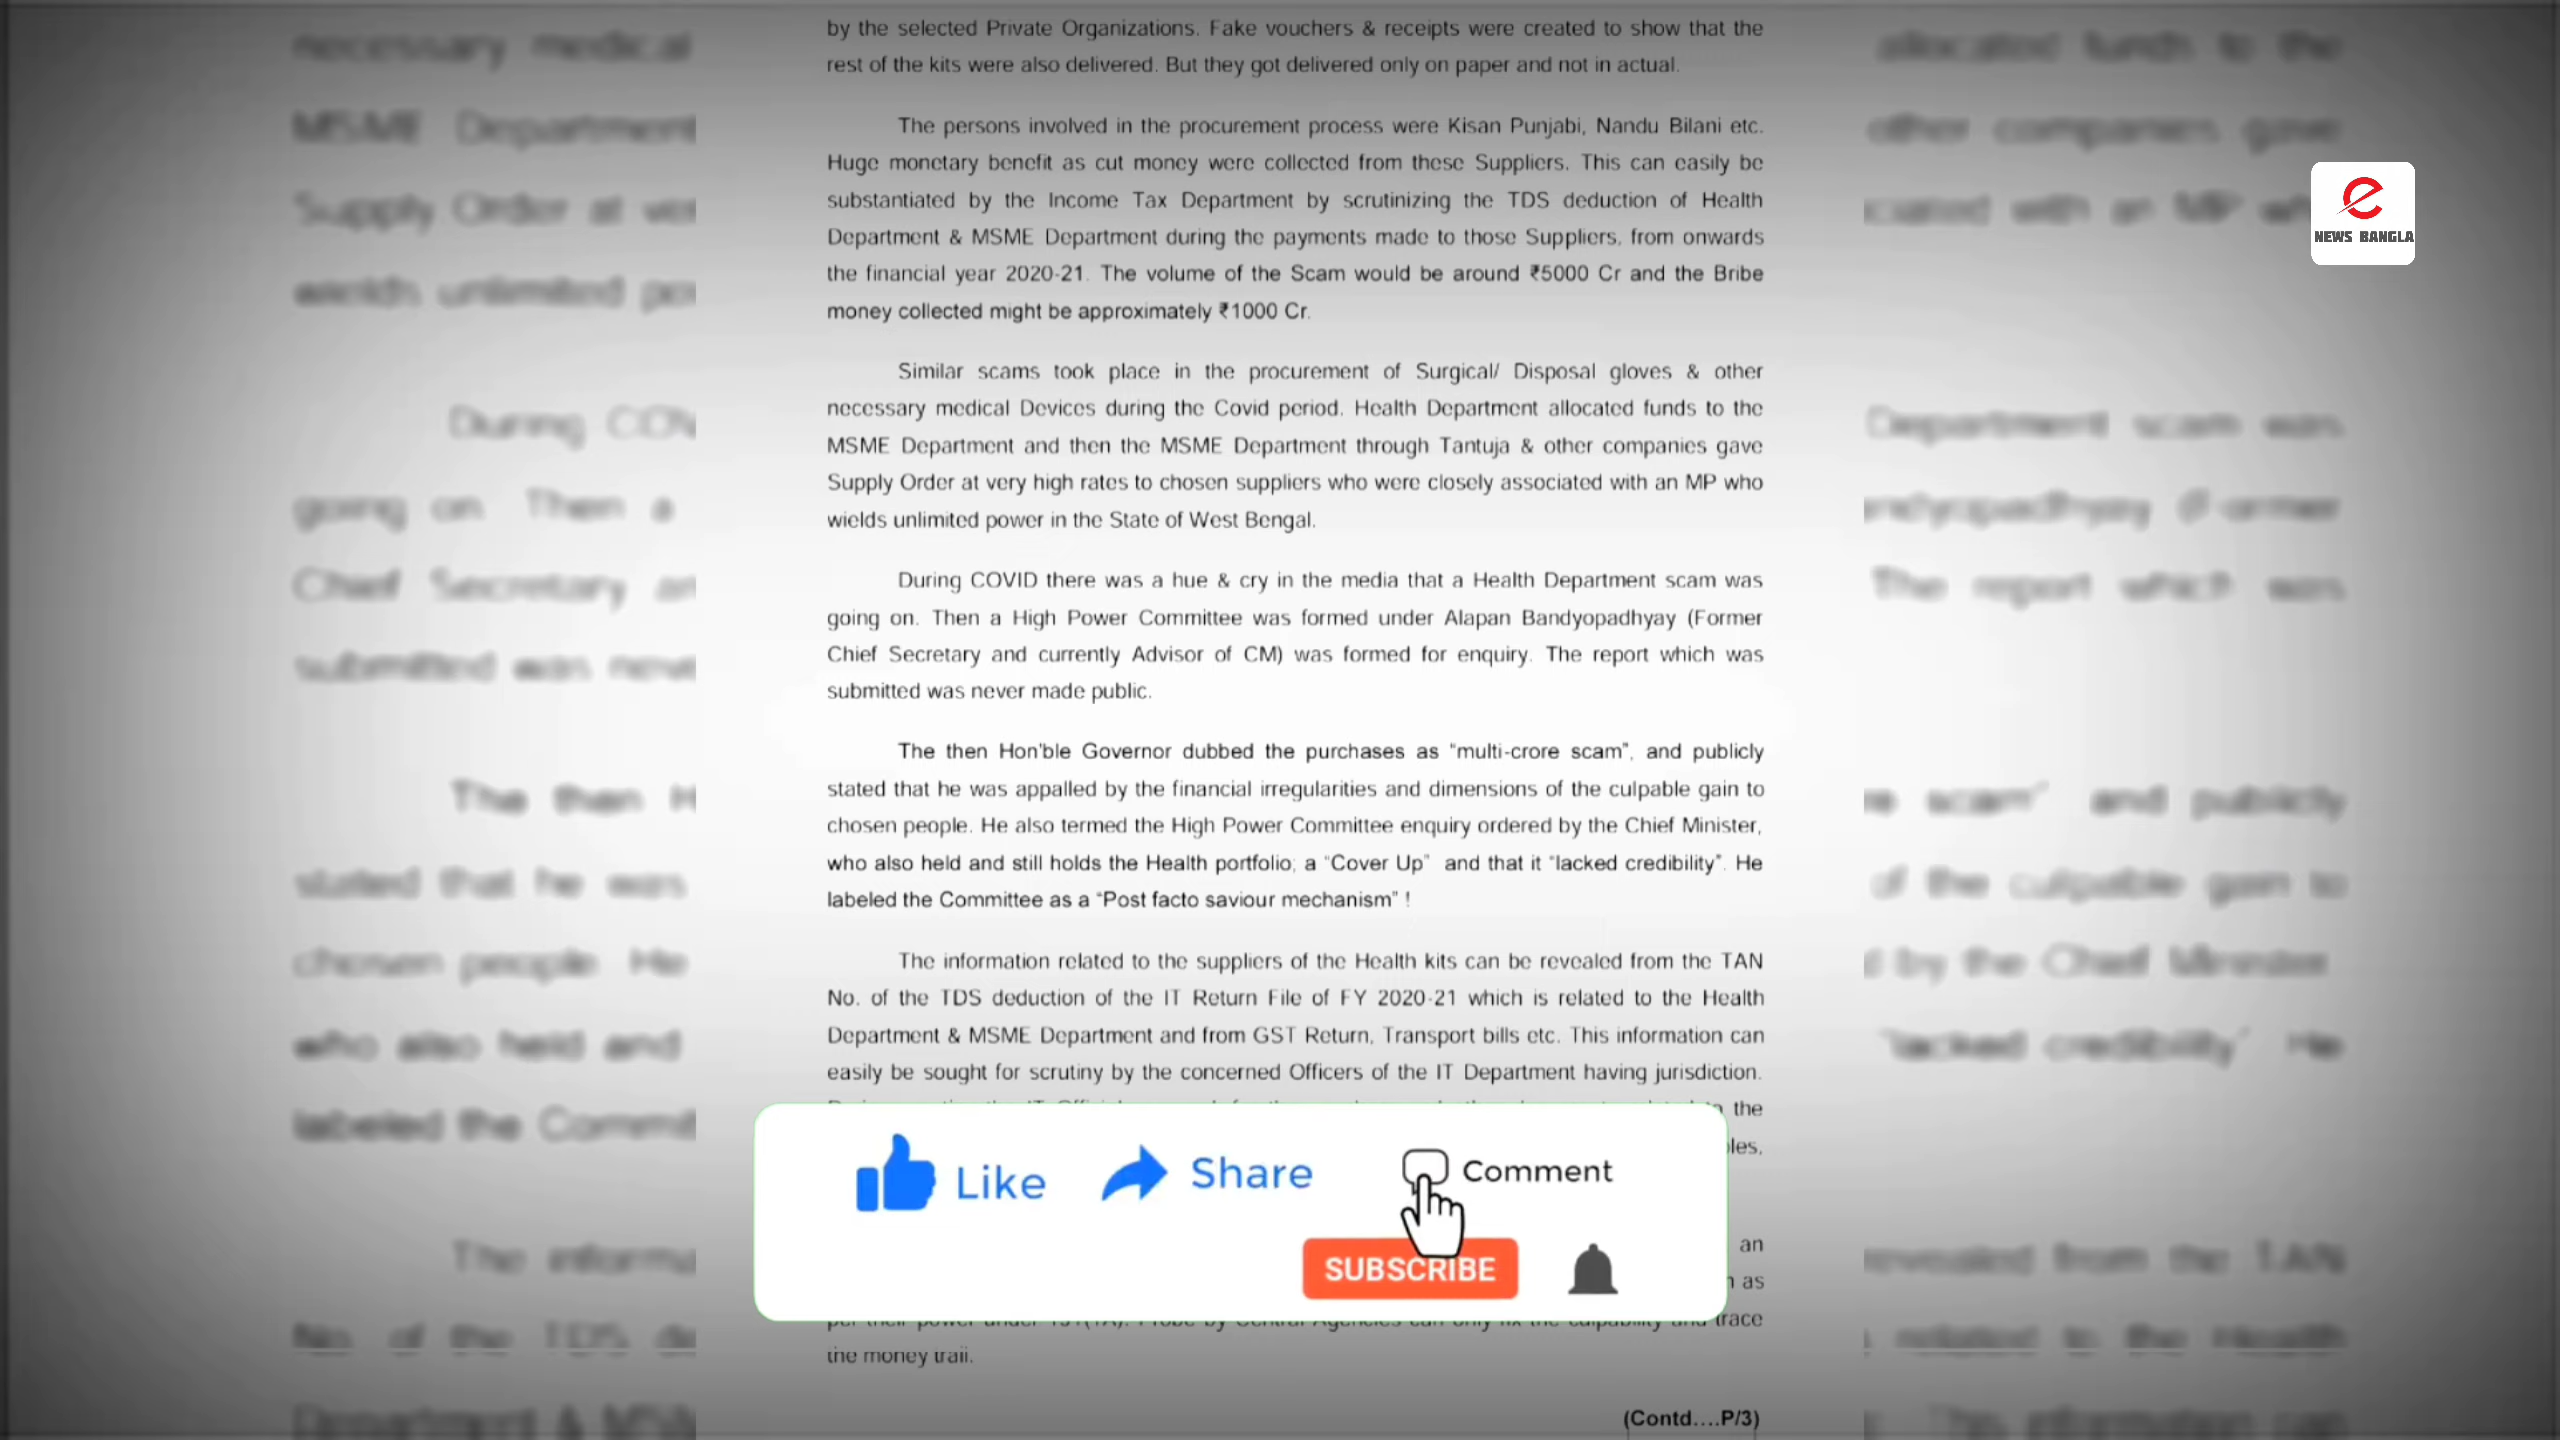 by the selected Private Organizations. Fake vouchers & receipts were created to show that the
rest of the kits were also delivered. But they got delivered only on paper and not in actual.
The persons involved in the procurement process were Kisan Punjabi, Nandu Bilani etc.
Huge monetary benefit as cut money were collected from these Suppliers. This can easily be
substantiated by the Income Tax Department by scrutinizing the TDS deduction of Health
Department & MSME Department during the payments made to those Suppliers, from onwards
the financial year 2020-21. The volume of the Scam would be around ₹5000 Cr and the Bribe
money collected might be approximately ₹1000 Cr.
Similar scams took place in the procurement of Surgical/ Disposal gloves & other
necessary medical Devices during the Covid period. Health Department allocated funds to the
MSME Department and then the MSME Department through Tantuja & other companies gave
Supply Order at very high rates to chosen suppliers who were closely associated with an MP who
wields unlimited power in the State of West Bengal.
During COVID there was a hue & cry in the media that a Health Department scam was
going on. Then a High Power Committee was formed under Alapan Bandyopadhyay (Former
Chief Secretary and currently Advisor of CM) was formed for enquiry. The report which was
submitted was never made public.
The then Hon'ble Governor dubbed the purchases as "multi-crore scam", and publicly
stated that he was appalled by the financial irregularities and dimensions of the culpable gain to
chosen people. He also termed the High Power Committee enquiry ordered by the Chief Minister,
who also held and still holds the Health portfolio; a "Cover Up" and that it "lacked credibility". He
labeled the Committee as a "Post facto saviour mechanism" !
The information related to the suppliers of the Health kits can be revealed from the TAN
No. of the TDS deduction of the IT Return File of FY 2020-21 which is related to the Health
Department & MSME Department and from GST Return, Transport bills etc. This information can
easily be sought for scrutiny by the concerned Officers of the IT Department having jurisdiction.
the
an
as
the money trail.
(Contd....P/3)
Like
Share
Comment
SUBSCRIBE
NEWS BANGLA